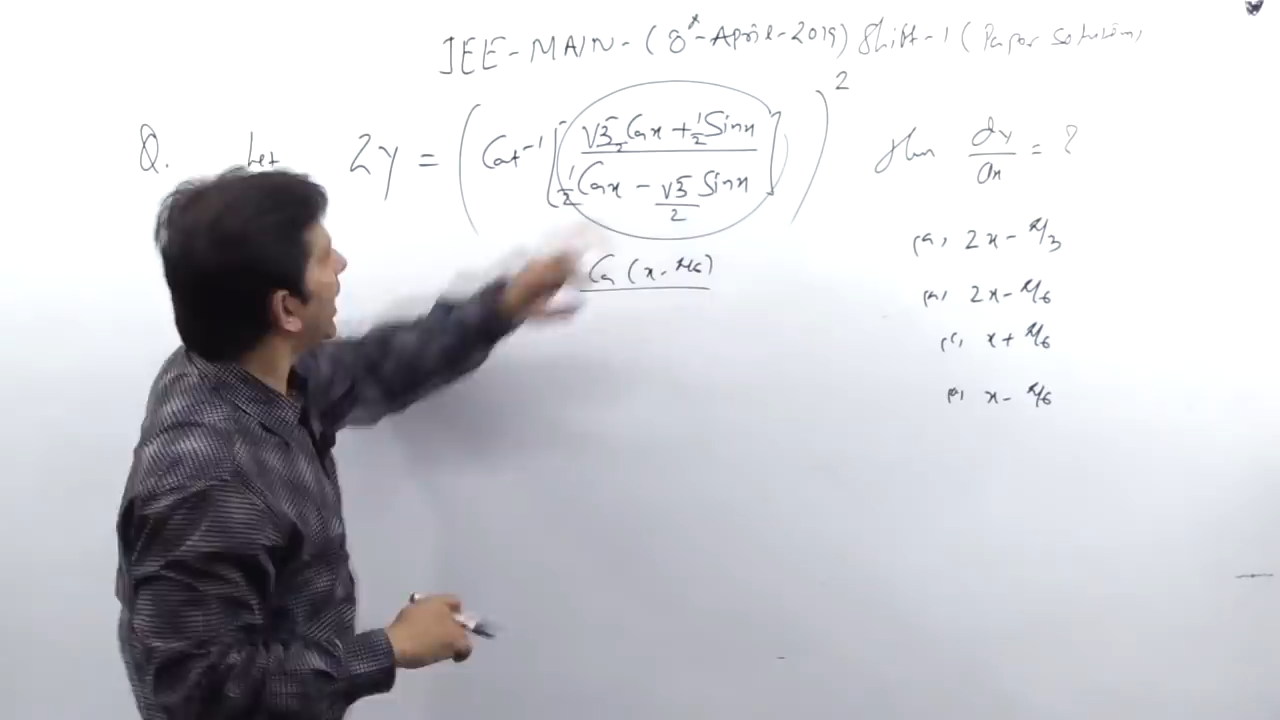 JEE-MAIN-(8-April-2019) Shift-1 (Paper solution)
Q. Let 2y = (Cot⁻¹[(√3/2 Cosx + 1/2 Sinx)/(1/2 Cosx - √3/2 Sinx)])² then dy/dx = ?
Cos(x-π/6)
(a) 2x - π/3
2x - π/6
(c) x + π/6
x - π/6